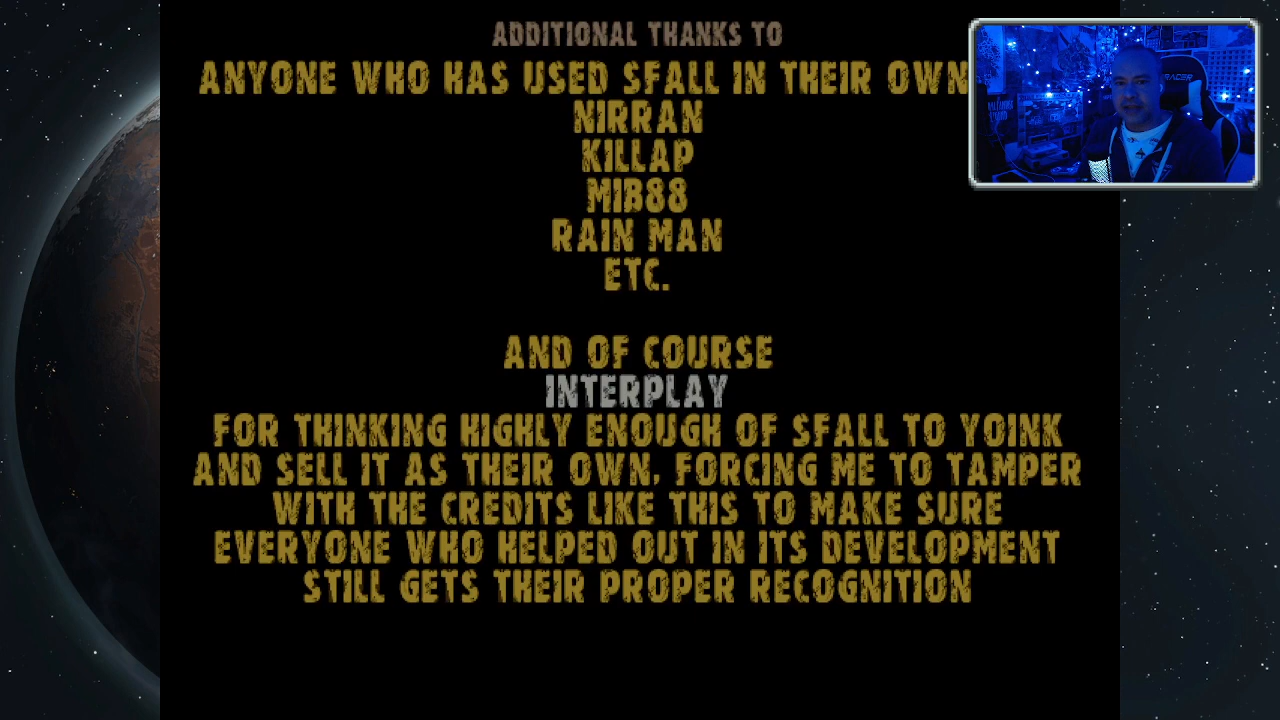 ADDITIONAL THANKS TO
ANYONE WHO HAS USED SFALL IN THEIR OWN
NIRRAN
KILLAP
MIB88
RAIN MAN
ETC.
AND OF COURSE
INTERPLAY
FOR THINKING HIGHLY ENOUGH OF SFALL TO YOINK
AND SELL IT AS THEIR OWN, FORCING ME TO TAMPER
WITH THE CREDITS LIKE THIS TO MAKE SURE
EVERYONE WHO HELPED OUT IN ITS DEVELOPMENT
STILL GETS THEIR PROPER RECOGNITION
RACER